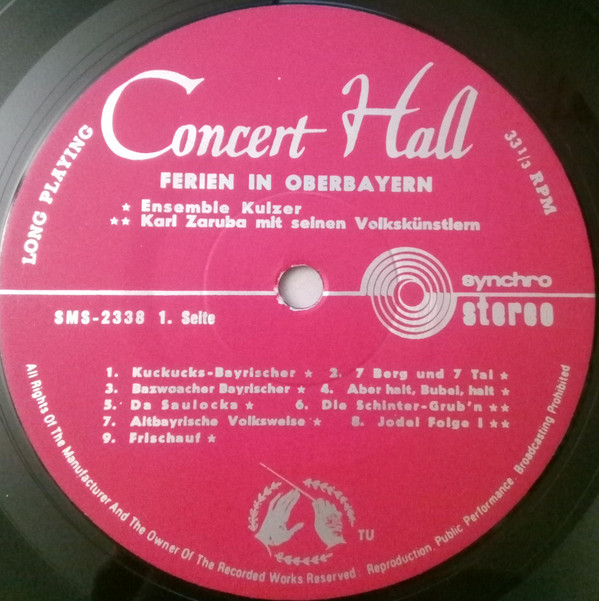 Concert Hall
LONG PLAYING
33 1/3 RPM
FERIEN IN OBERBAYERN
★ Ensemble Kulzer
★★ Karl Zaruba mit seinen Volkskünstlern
synchro
stereo
SMS-2338 1. Seite
1. Kuckucks-Bayrischer ★ 2. 7 Berg und 7 Tal ★
3. Bazwoacher Bayrischer ★ 4. Aber halt, Bubei, halt ★
5. Da Saulocka ★ 6. Die Schinter-Grub'n ★★
7. Altbayrische Volksweise ★ 8. Jodel Folge I ★★
9. Frischauf ★
TU
All Rights Of The Manufacturer And The Owner Of The Recorded Works Reserved: Reproduction. Public Performance. Broadcasting Prohibited